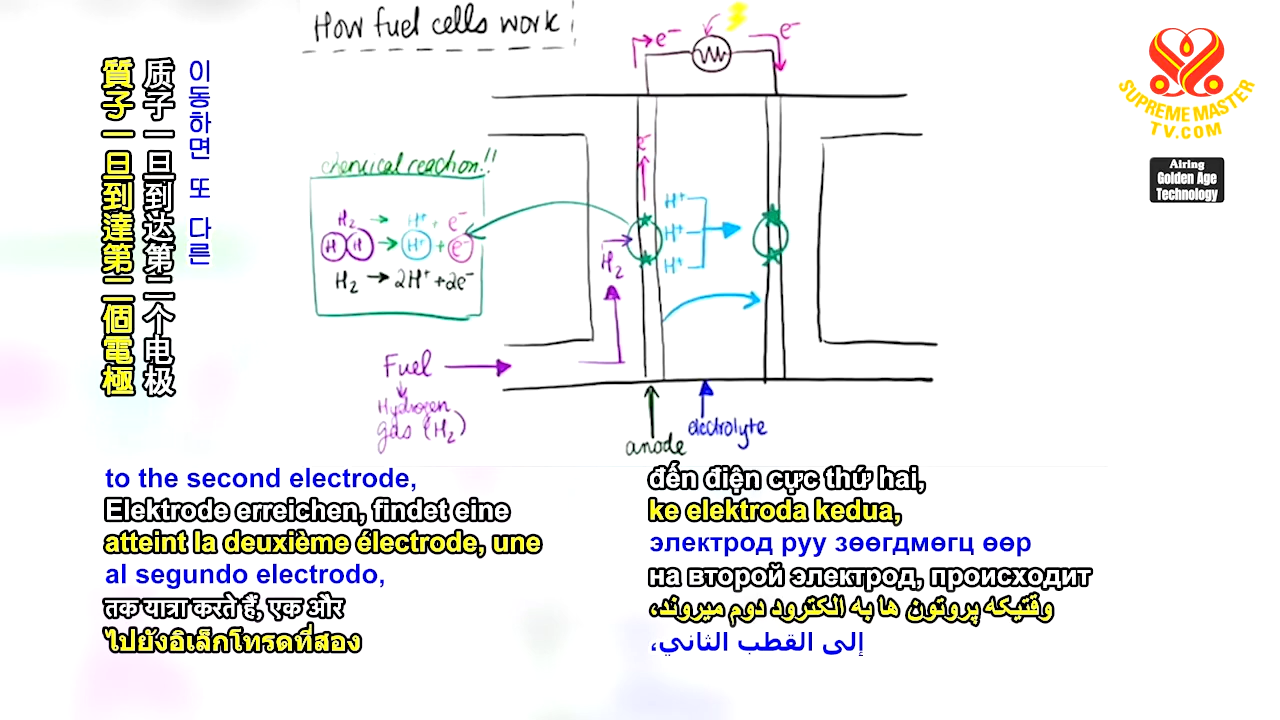 How fuel cells work
e⁻
e⁻
이동하면 또 다른
质子一旦到达第二个电极
質子一旦到達第二個電極
SUPREME MASTER
TV.COM
Airing
Golden Age
Technology
e⁻
chemical reaction!!
H₂ → H⁺ + e⁻
H H → H⁺ + e⁻
H₂ → 2H⁺ + 2e⁻
H⁺
H⁺
H⁺
H₂
Fuel
Hydrogen
gas (H₂)
anode
electrolyte
to the second electrode,
Elektrode erreichen, findet eine
atteint la deuxième électrode, une
al segundo electrodo,
तक यात्रा करते हैं, एक और
ไปยังอิเล็กโทรดที่สอง
đến điện cực thứ hai,
ke elektroda kedua,
электрод руу зөөгдмөгц өөр
на второй электрод, происходит
وقتیکه پروتون ها به الکترود دوم میروند،
إلى القطب الثاني،